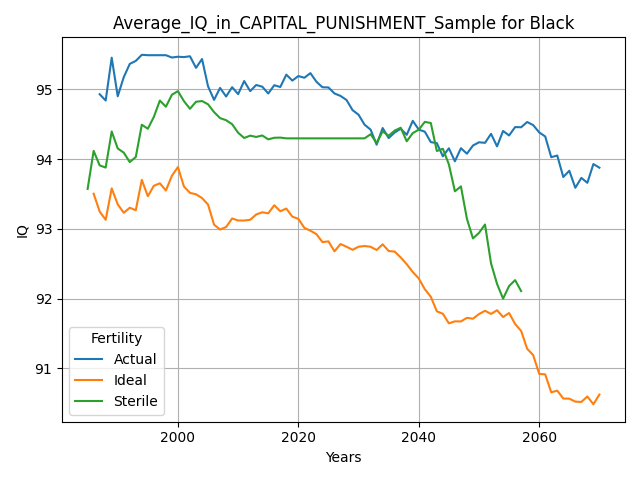 Average_IQ_in_CAPITAL_PUNISHMENT_Sample for Black
IQ
95
94
93
92
91
Fertility
Actual
Ideal
Sterile
2000 2020 2040 2060
Years